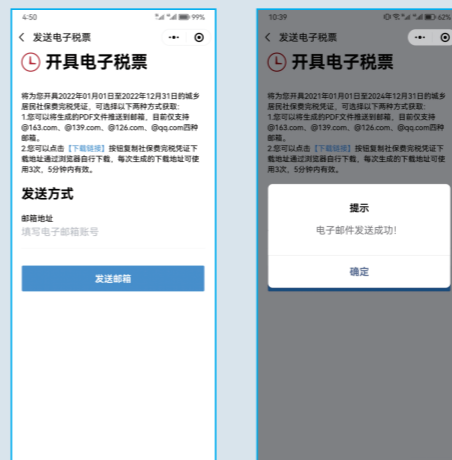 4:50
99%
发送电子税票
开具电子税票
将为您开具2022年01月01日至2022年12月31日的城乡
居民社保费完税凭证，可选择以下两种方式获取：
1.您可以将生成的PDF文件推送到邮箱，目前仅支持
@163.com、@139.com、@126.com、@qq.com四种
邮箱。
2.您可以点击【下载链接】按钮复制社保费完税凭证下
载地址通过浏览器自行下载，每次生成的下载地址可使
用3次，5分钟内有效。
发送方式
邮箱地址
填写电子邮箱账号
发送邮箱
10:39
62%
发送电子税票
开具电子税票
将为您开具2021年01月01日至2024年12月31日的城乡
居民社保费完税凭证，可选择以下两种方式获取：
1.您可以将生成的PDF文件推送到邮箱，目前仅支持
@163.com、@139.com、@126.com、@qq.com四种
邮箱。
2.您可以点击【下载链接】按钮复制社保费完税凭证下
载地址通过浏览器自行下载，每次生成的下载地址可使
用3次，5分钟内有效。
提示
电子邮件发送成功！
确定